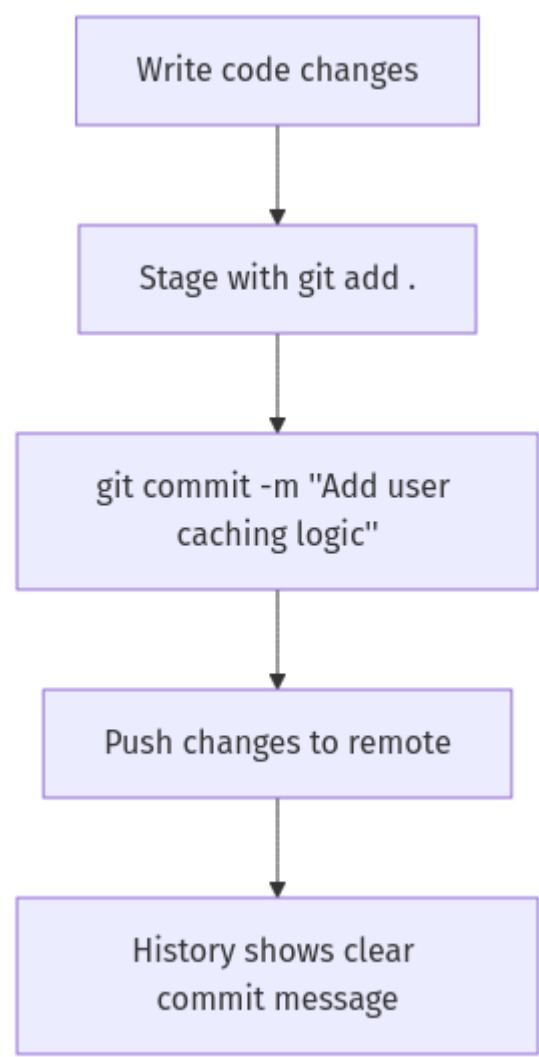 Write code changes
Stage with git add .
git commit -m "Add user
caching logic"
Push changes to remote
History shows clear
commit message